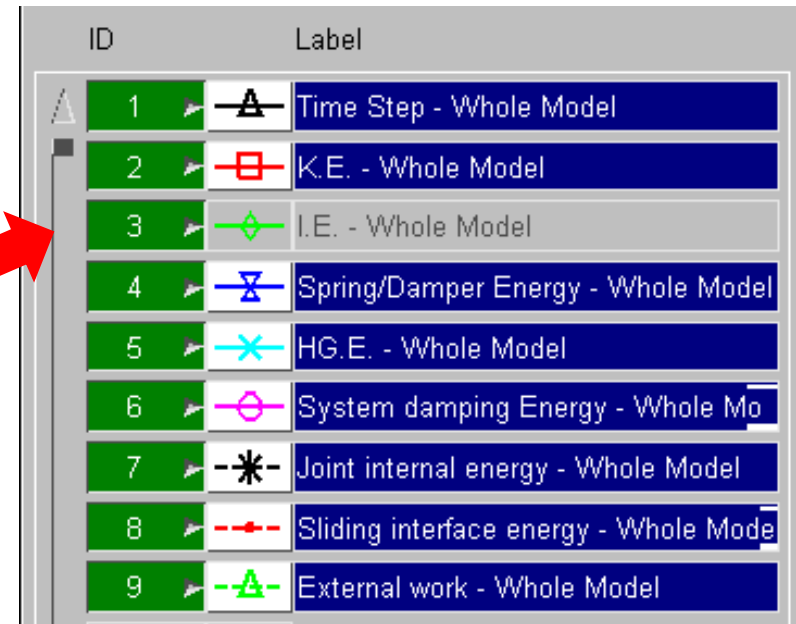 ID Label
1 Time Step - Whole Model
2 K.E. - Whole Model
3 I.E. - Whole Model
4 Spring/Damper Energy - Whole Model
5 HG.E. - Whole Model
6 System damping Energy - Whole Mo
7 Joint internal energy - Whole Model
8 Sliding interface energy - Whole Mode
9 External work - Whole Model